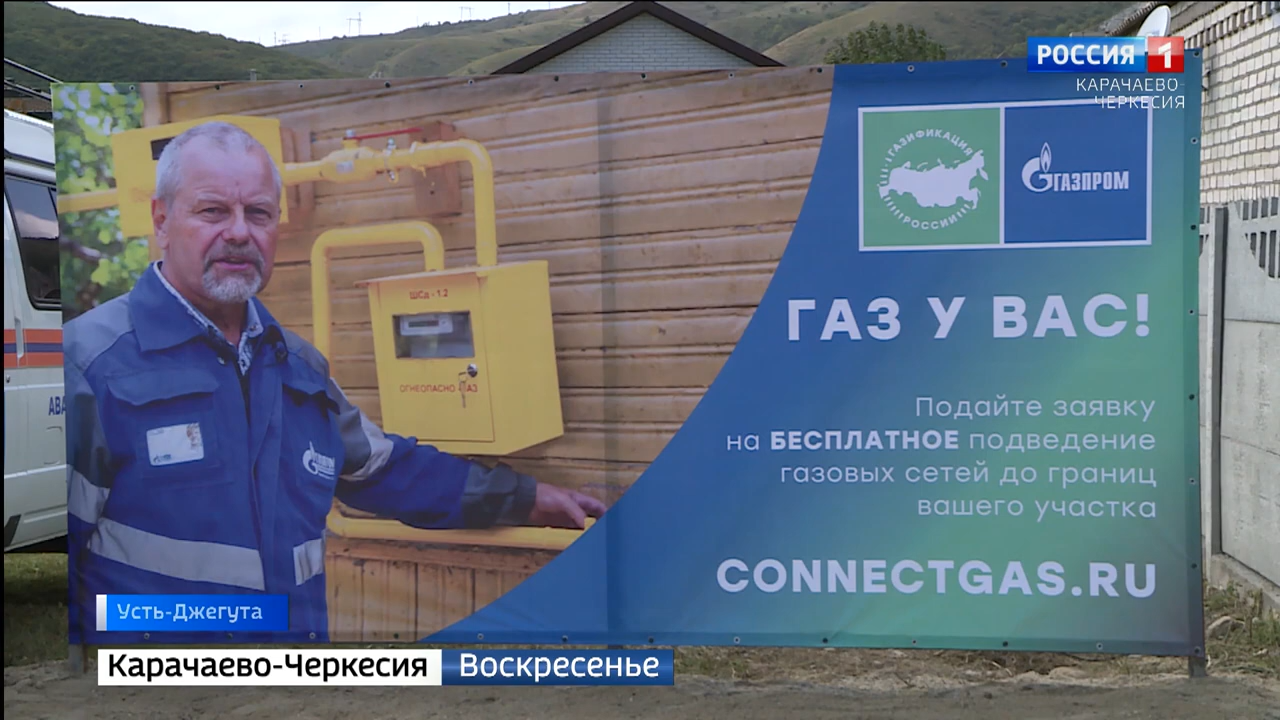 РОССИЯ 1
КАРАЧАЕВО-
ЧЕРКЕСИЯ
ГАЗИФИКАЦИЯ
РОССИИ
ГАЗПРОМ
ШСд-1.2
ОГНЕОПАСНО ГАЗ
ГАЗ У ВАС!
Подайте заявку
на БЕСПЛАТНОЕ подведение
газовых сетей до границ
вашего участка
CONNECTGAS.RU
АВА
Усть-Джегута
Карачаево-Черкесия Воскресенье